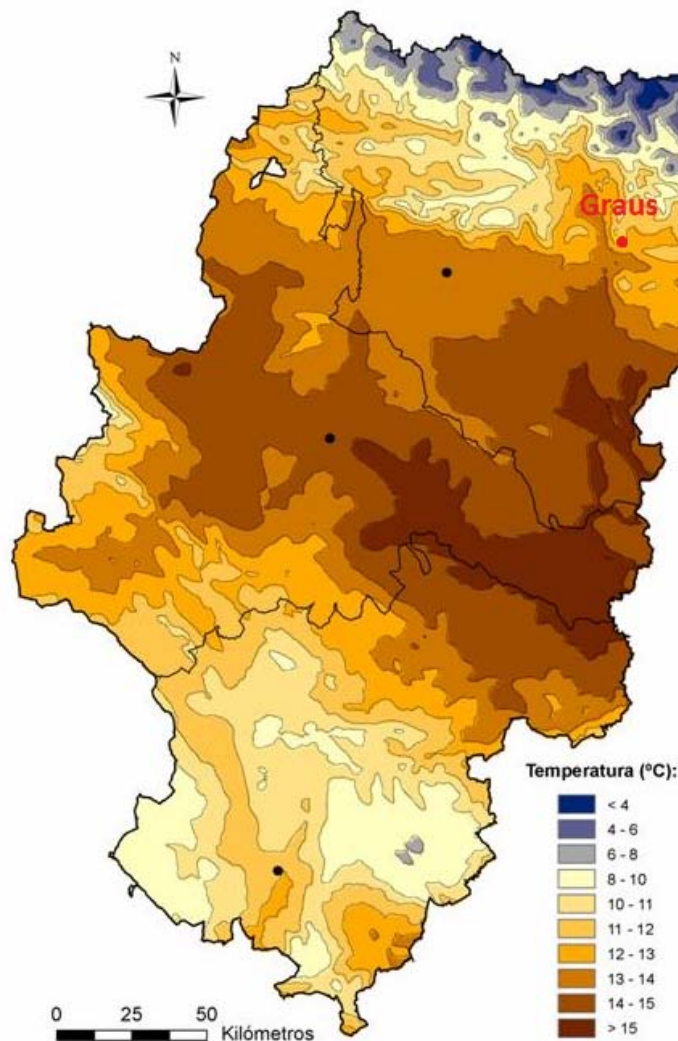 N
Graus
Temperatura (ºC):
< 4
4 - 6
6 - 8
8 - 10
10 - 11
11 - 12
12 - 13
13 - 14
14 - 15
> 15
0 25 50
Kilómetros